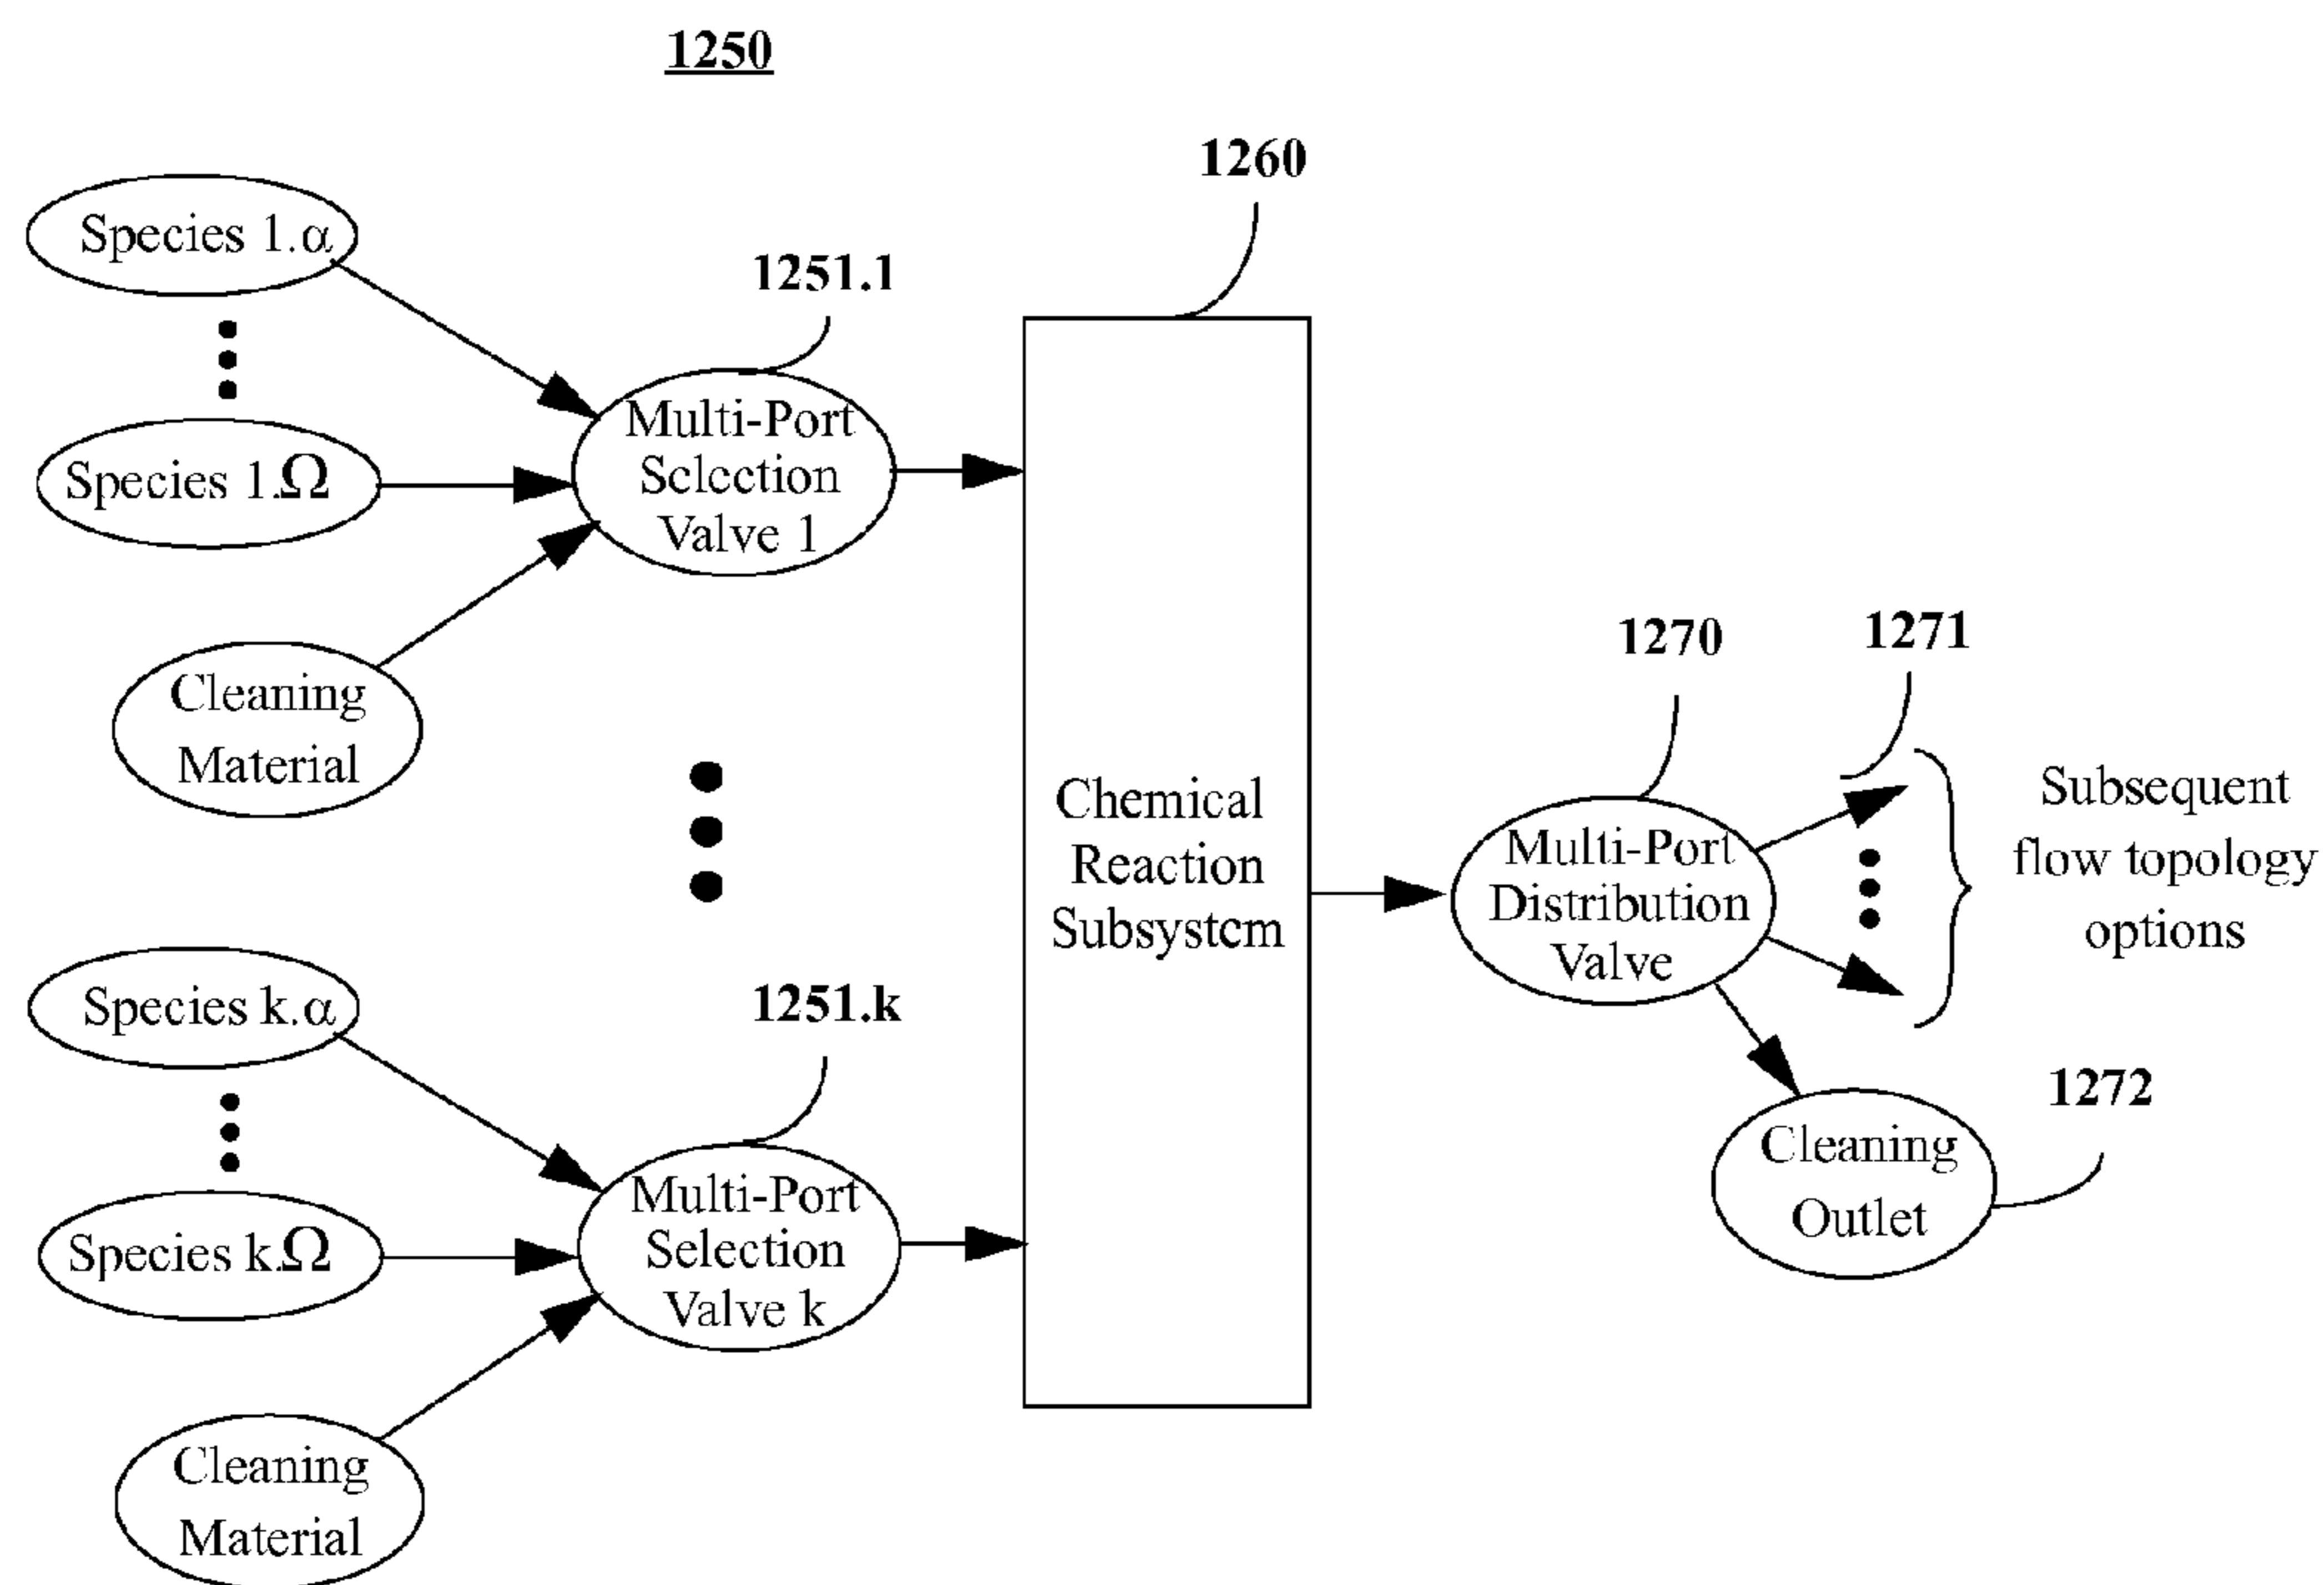 1250
1260
Species 1.α
1251.1
Multi-Port
Selection
Valve 1
Species 1.Ω
Cleaning
Material
1270
1271
Chemical
Reaction
Subsystem
Multi-Port
Distribution
Valve
Subsequent
flow topology
options
Species k.α
1251.k
Multi-Port
Selection
Valve k
Species k.Ω
1272
Cleaning
Outlet
Cleaning
Material